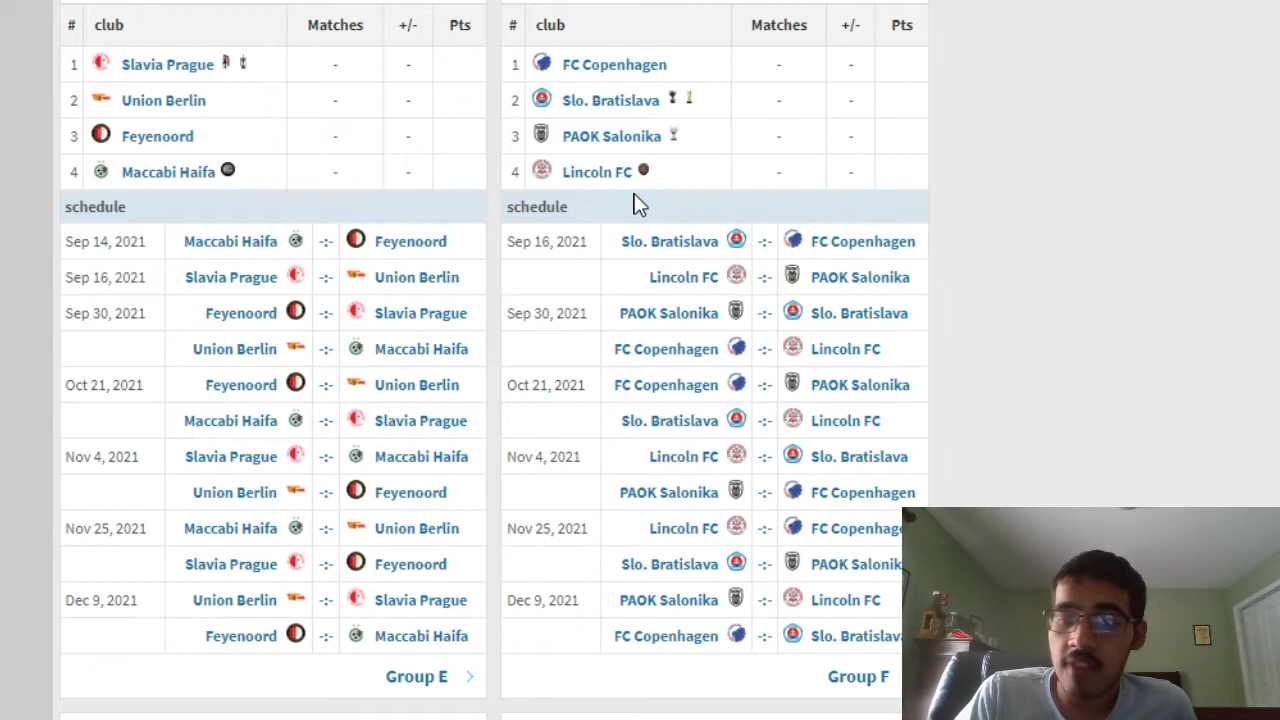 # club Matches +/- Pts
1 Slavia Prague - -
2 Union Berlin - -
3 Feyenoord - -
4 Maccabi Haifa - -
schedule
Sep 14, 2021 Maccabi Haifa -:- Feyenoord
Sep 16, 2021 Slavia Prague -:- Union Berlin
Sep 30, 2021 Feyenoord -:- Slavia Prague
Union Berlin -:- Maccabi Haifa
Oct 21, 2021 Feyenoord -:- Union Berlin
Maccabi Haifa -:- Slavia Prague
Nov 4, 2021 Slavia Prague -:- Maccabi Haifa
Union Berlin -:- Feyenoord
Nov 25, 2021 Maccabi Haifa -:- Union Berlin
Slavia Prague -:- Feyenoord
Dec 9, 2021 Union Berlin -:- Slavia Prague
Feyenoord -:- Maccabi Haifa
Group E
# club Matches +/- Pts
1 FC Copenhagen - -
2 Slo. Bratislava - -
3 PAOK Salonika - -
4 Lincoln FC - -
schedule
Sep 16, 2021 Slo. Bratislava -:- FC Copenhagen
Lincoln FC -:- PAOK Salonika
Sep 30, 2021 PAOK Salonika -:- Slo. Bratislava
FC Copenhagen -:- Lincoln FC
Oct 21, 2021 FC Copenhagen -:- PAOK Salonika
Slo. Bratislava -:- Lincoln FC
Nov 4, 2021 Lincoln FC -:- Slo. Bratislava
PAOK Salonika -:- FC Copenhagen
Nov 25, 2021 Lincoln FC -:- FC Copenhage
Slo. Bratislava -:- PAOK Salonik
Dec 9, 2021 PAOK Salonika -:- Lincoln FC
FC Copenhagen -:- Slo. Bratislav
Group F